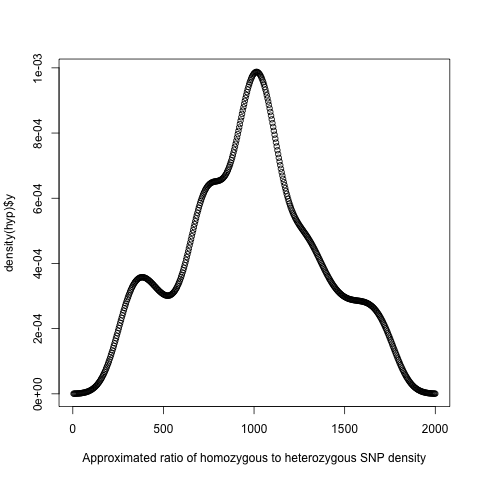 density(hyp)$y
1e-03
8e-04
6e-04
4e-04
2e-04
0e+00
0
500
1000
1500
2000
Approximated ratio of homozygous to heterozygous SNP density